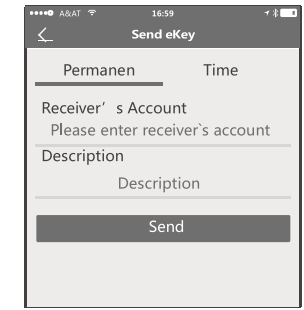 A&AT 16:59
Send eKey
Permanen Time
Receiver's Account
Please enter receiver`s account
Description
Description
Send